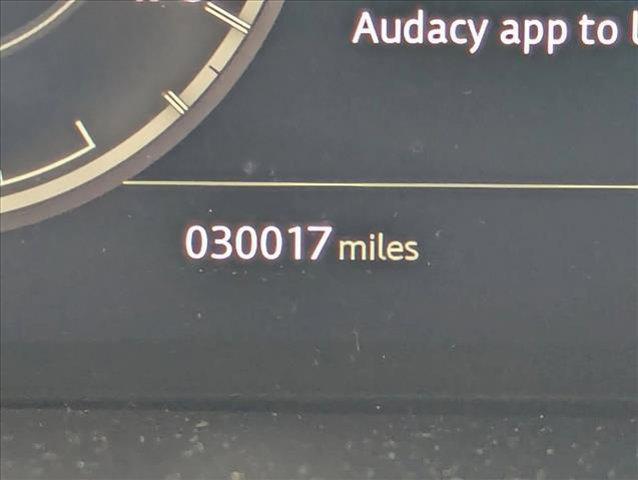 Audacy app to
030017 miles